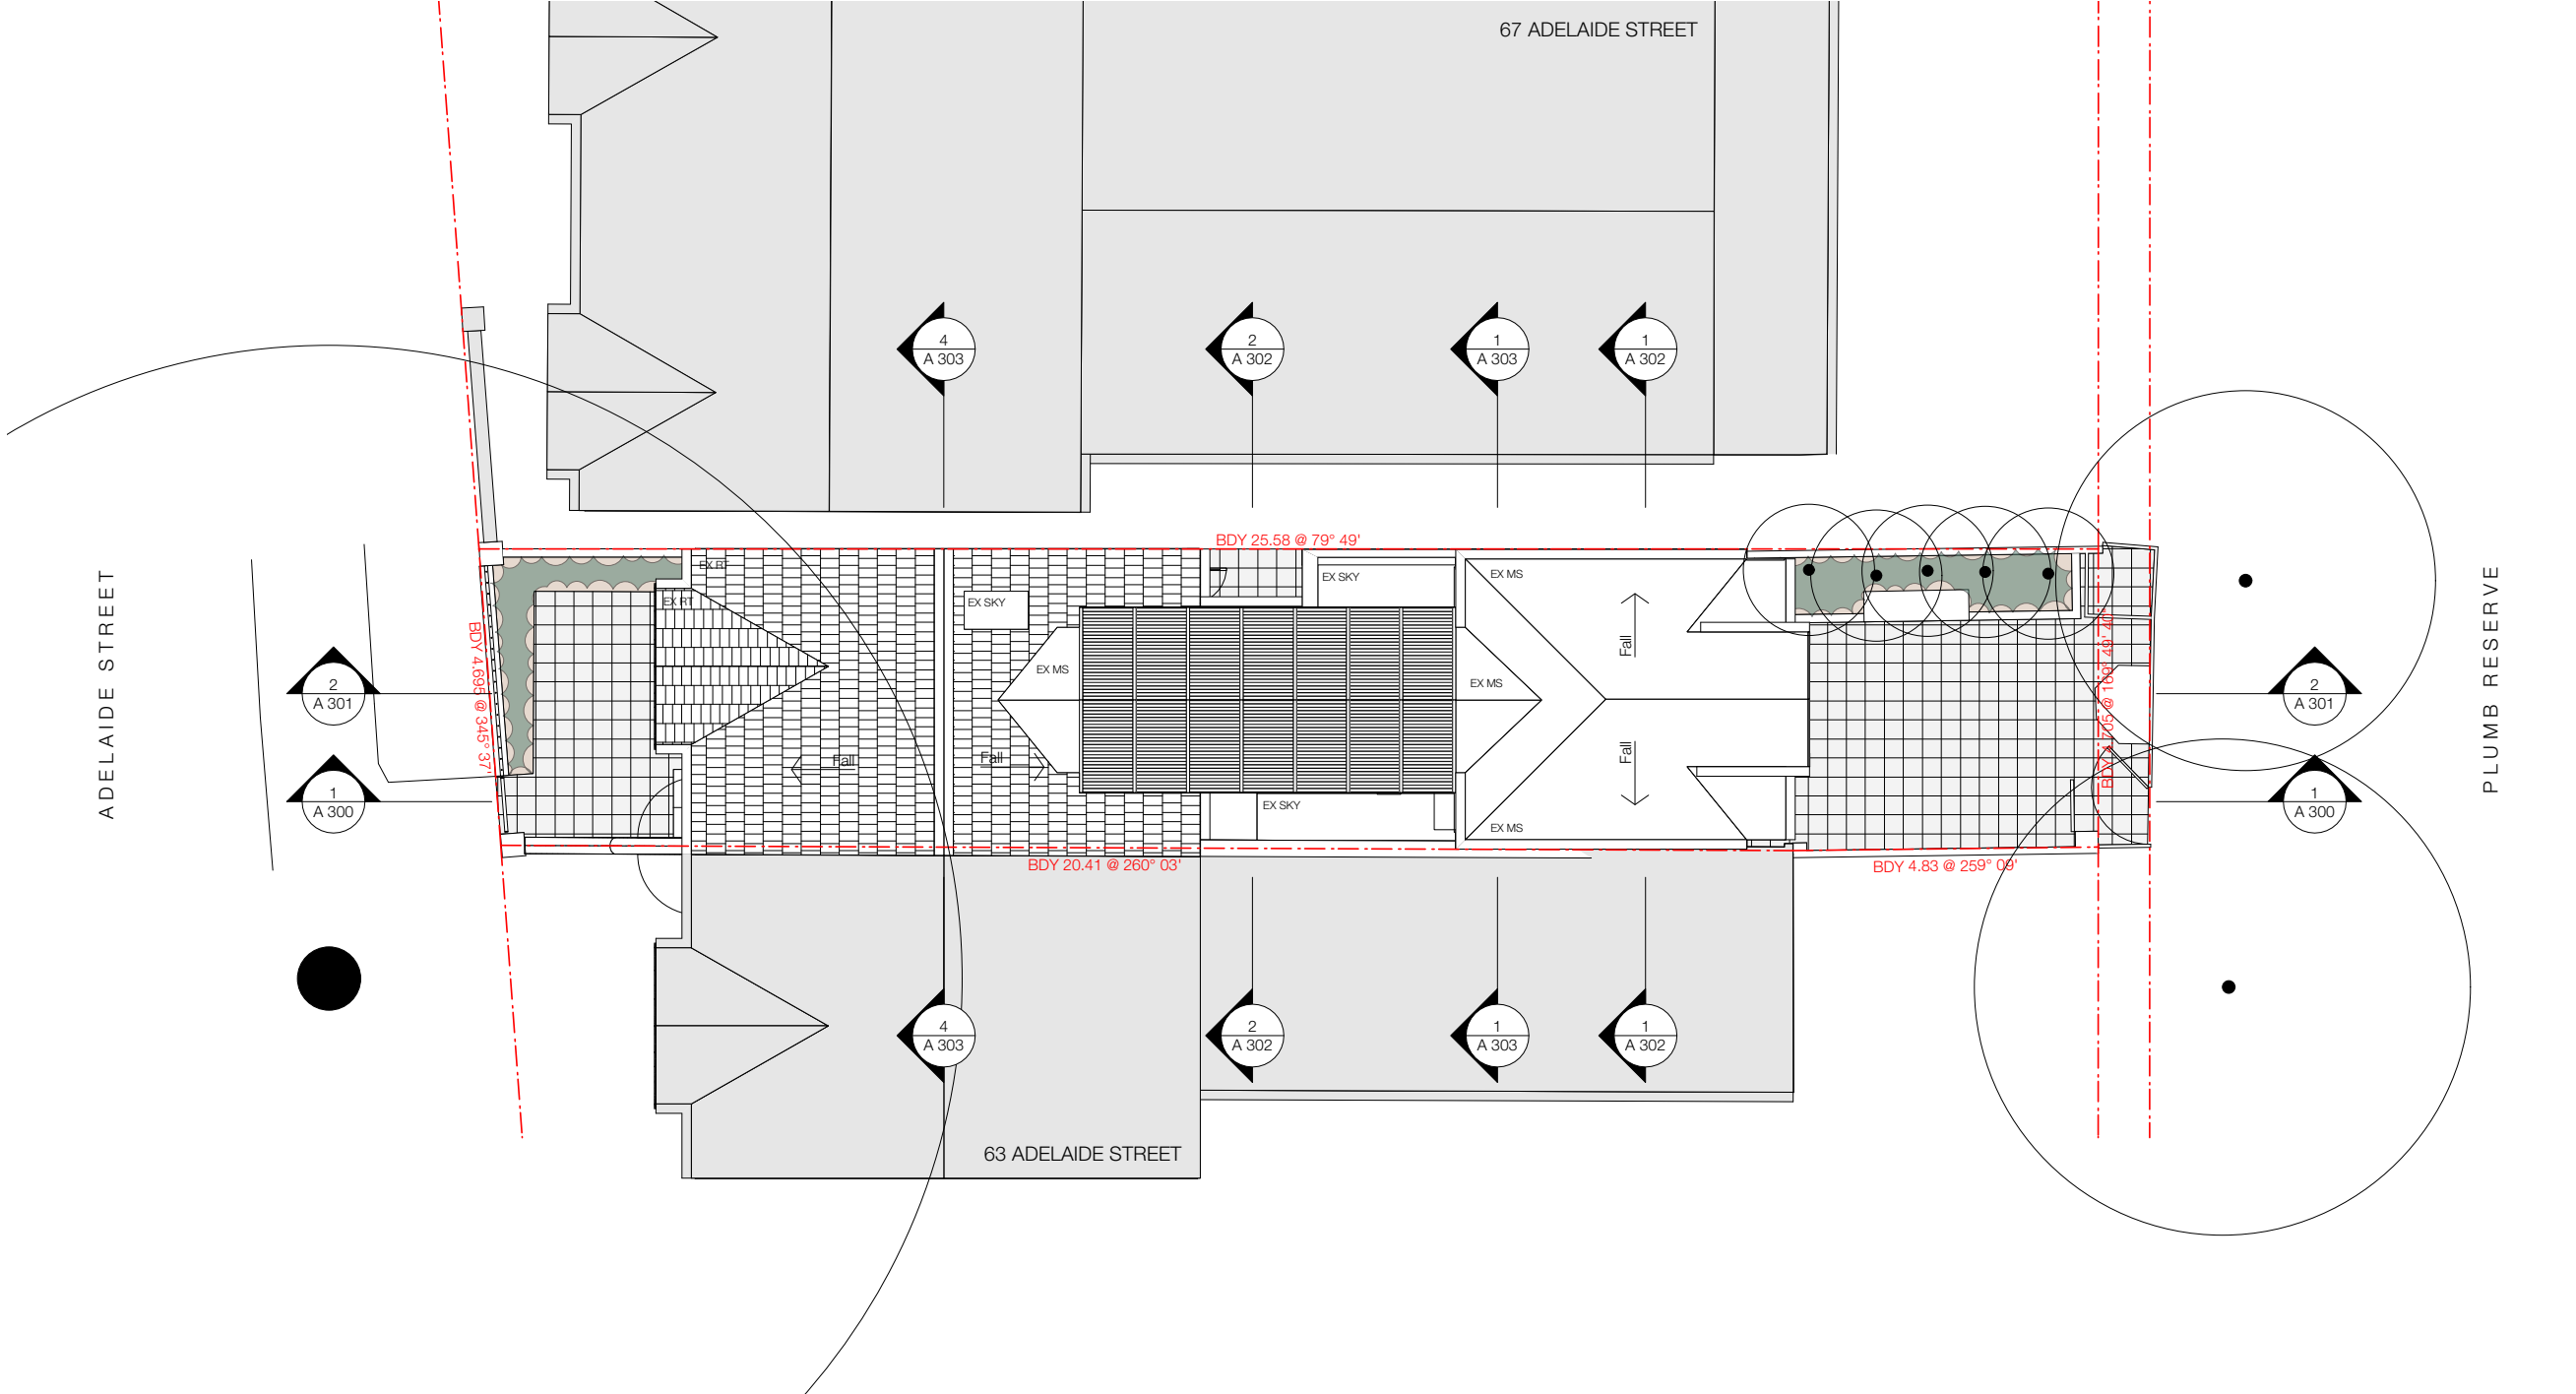 67 ADELAIDE STREET
4
A 303
2
A 302
1
A 303
1
A 302
BDY 25.58 @ 79° 49'
EX RT
EX RT
EX SKY
EX SKY
EX MS
EX MS
EX MS
Fall
Fall
Fall
Fall
EX SKY
EX MS
ADELAIDE STREET
PLUMB RESERVE
BDY 4.695 @ 345° 37'
2
A 301
1
A 300
2
A 301
1
A 300
BDY 20.41 @ 260° 03'
BDY 4.83 @ 259° 09'
4
A 303
2
A 302
1
A 303
1
A 302
63 ADELAIDE STREET